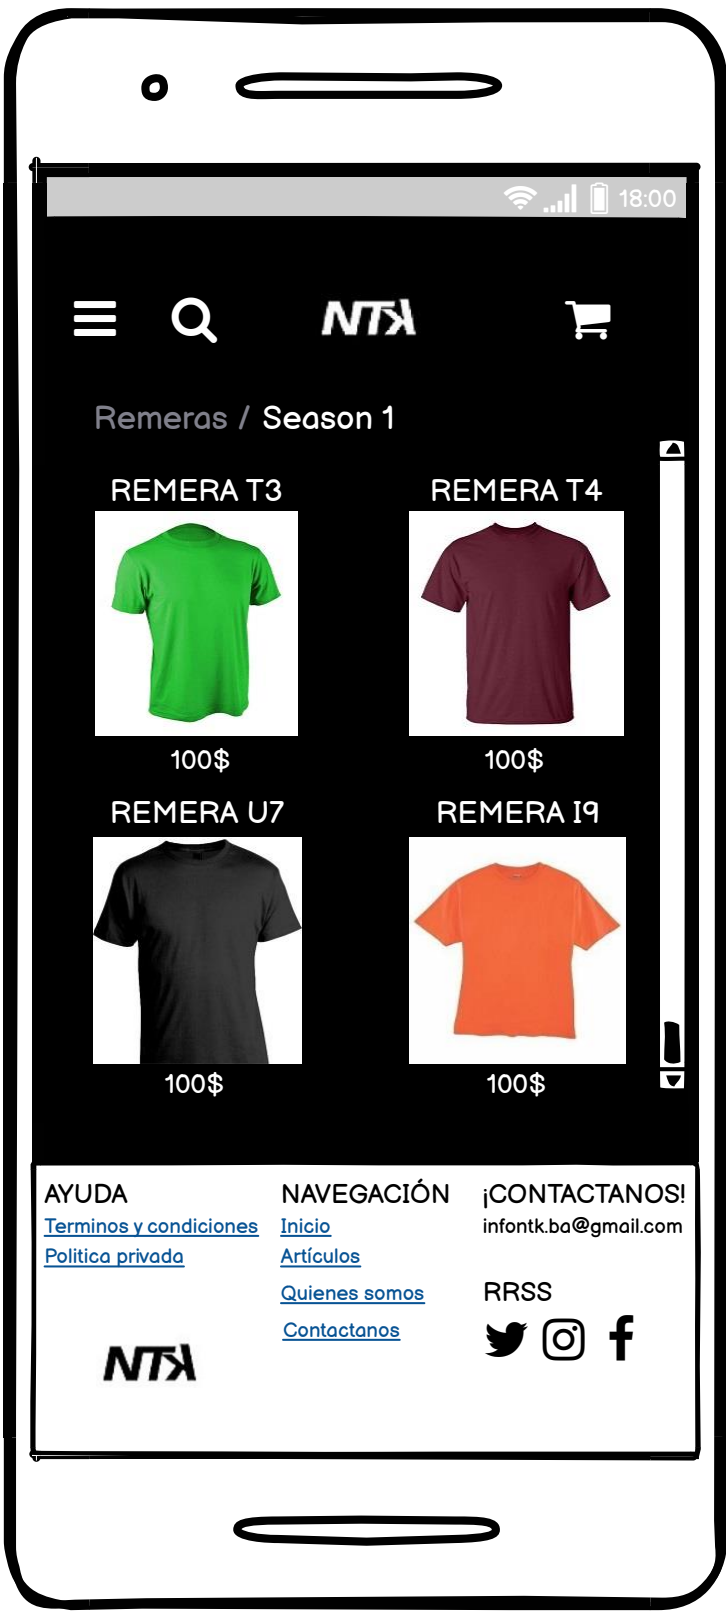 18:00
NTK
Remeras / Season 1
REMERA T3
REMERA T4
100$
100$
REMERA U7
REMERA I9
100$
100$
AYUDA
Terminos y condiciones
Politica privada
NTK
NAVEGACIÓN
Inicio
Artículos
Quienes somos
Contactanos
¡CONTACTANOS!
infontk.ba@gmail.com
RRSS